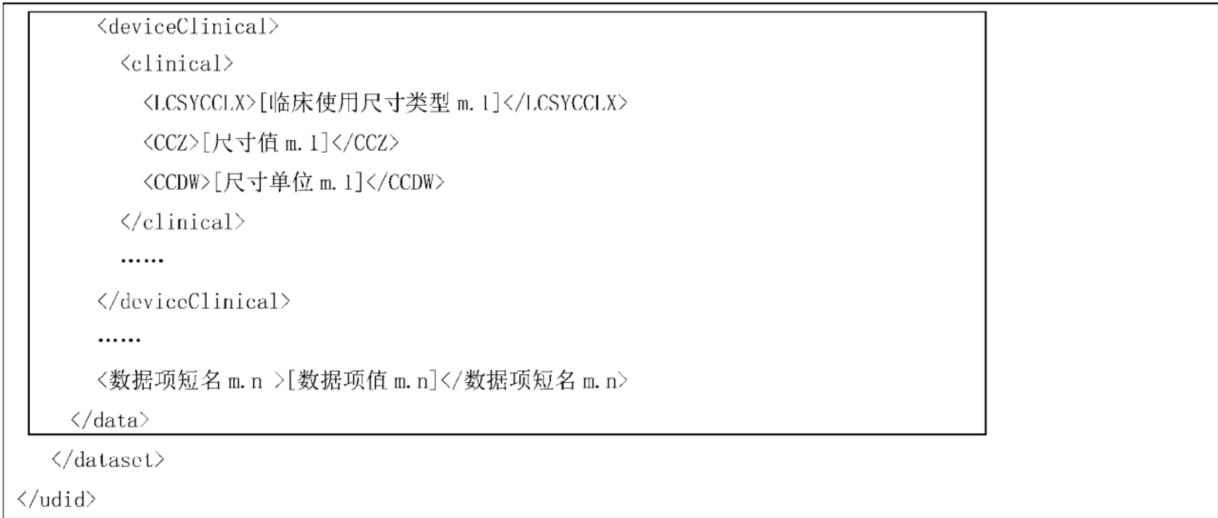 <deviceClinical>
<clinical>
<LCSYCCLX>[临床使用尺寸类型 m.1]</LCSYCCLX>
<CCZ>[尺寸值 m.1]</CCZ>
<CCDW>[尺寸单位 m.1]</CCDW>
</clinical>
……
</deviceClinical>
……
<数据项短名 m.n >[数据项值 m.n]</数据项短名 m.n>
</data>
</dataset>
</udid>